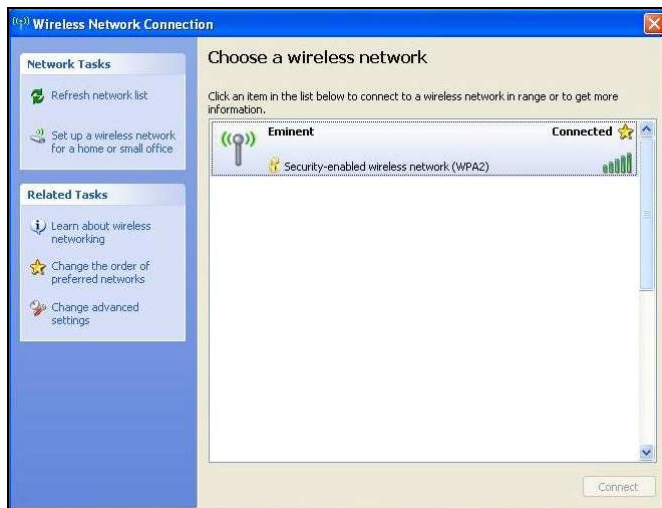 Wireless Network Connection
Network Tasks
Refresh network list
Set up a wireless network
for a home or small office
Related Tasks
Learn about wireless
networking
Change the order of
preferred networks
Change advanced
settings
Choose a wireless network
Click an item in the list below to connect to a wireless network in range or to get more
information.
Eminent Connected
Security-enabled wireless network (WPA2)
Connect